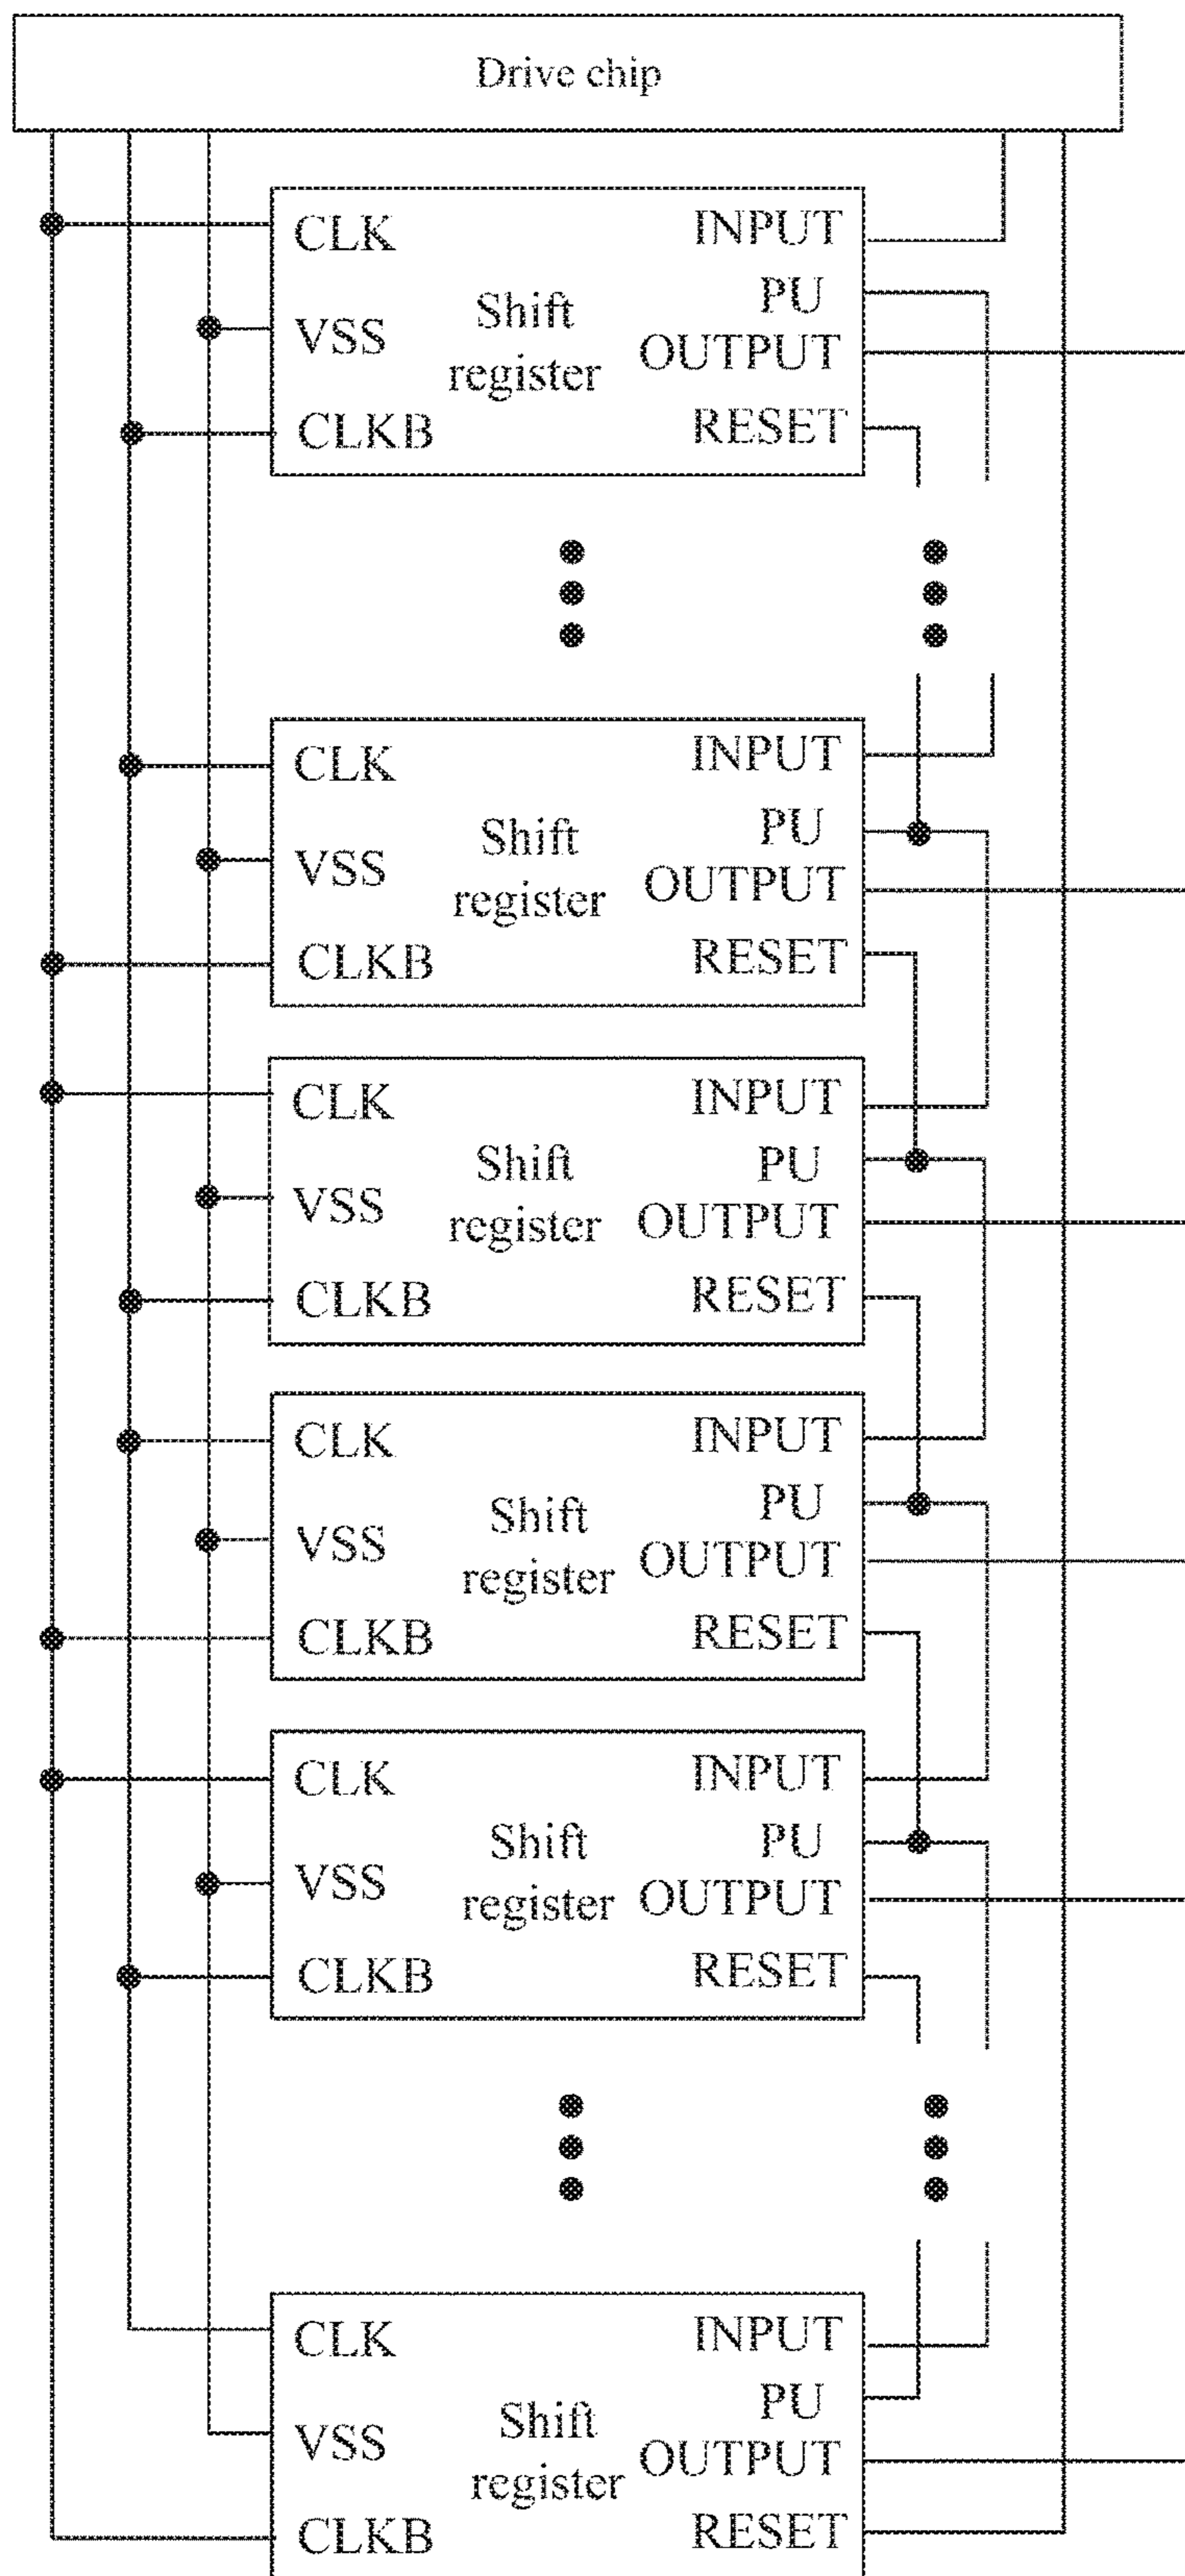 Drive chip
CLK
INPUT
PU
Shift
VSS
OUTPUT
register
CLKB
RESET
CLK
INPUT
PU
Shift
VSS
OUTPUT
register
CLKB
RESET
CLK
INPUT
PU
Shift
VSS
OUTPUT
register
CLKB
RESET
CLK
INPUT
PU
Shift
VSS
OUTPUT
register
CLKB
RESET
CLK
INPUT
PU
Shift
VSS
OUTPUT
register
CLKB
RESET
CLK
INPUT
PU
Shift
VSS
OUTPUT
register
CLKB
RESET